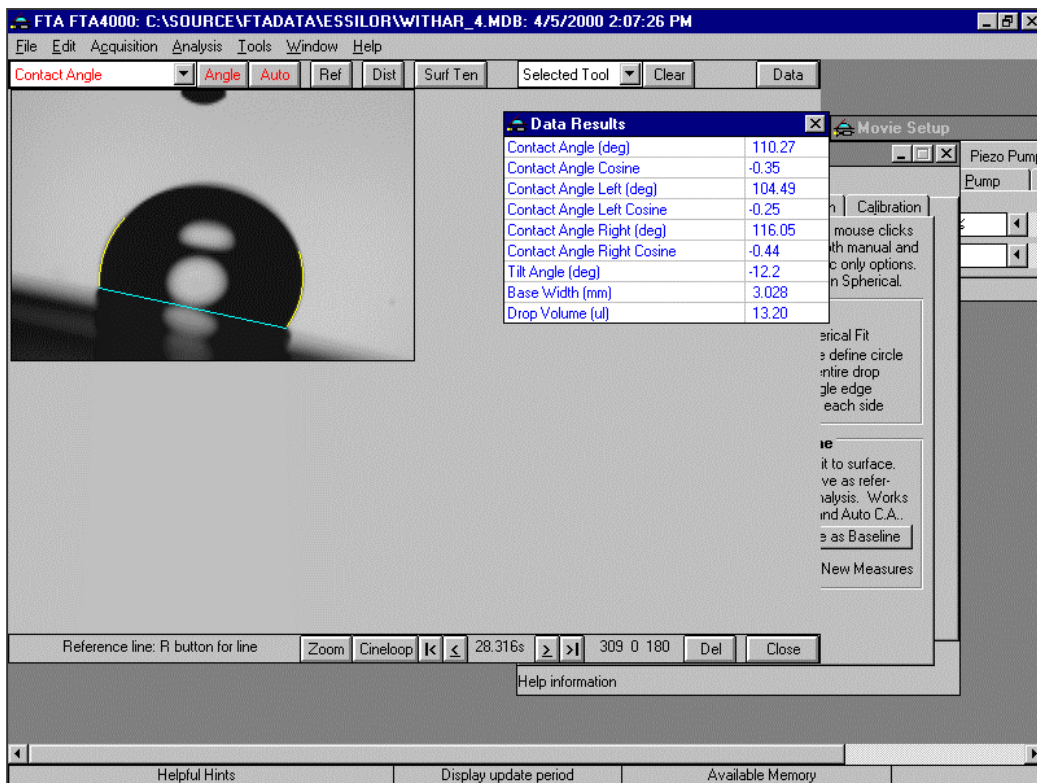 FTA FTA4000: C:\SOURCE\FTADATA\ESSILOR\WITHAR_4.MDB: 4/5/2000 2:07:26 PM
File Edit Acquisition Analysis Tools Window Help
Contact Angle Angle Auto Ref Dist Surf Ten Selected Tool Clear Data
Data Results
Contact Angle (deg) 110.27
Contact Angle Cosine -0.35
Contact Angle Left (deg) 104.49
Contact Angle Left Cosine -0.25
Contact Angle Right (deg) 116.05
Contact Angle Right Cosine -0.44
Tilt Angle (deg) -12.2
Base Width (mm) 3.028
Drop Volume (ul) 13.20
Movie Setup
Piezo Pump
Pump
%
Calibration
mouse clicks
manual and
only options.
Spherical.
Fit
define circle
drop
edge
each side
it to surface.
as refer-
Works
and Auto C.A..
as Baseline
New Measures
Reference line: R button for line Zoom Cineloop |< < 28.316s > >| 309 0 180 Del Close
Help information
Helpful Hints Display update period Available Memory